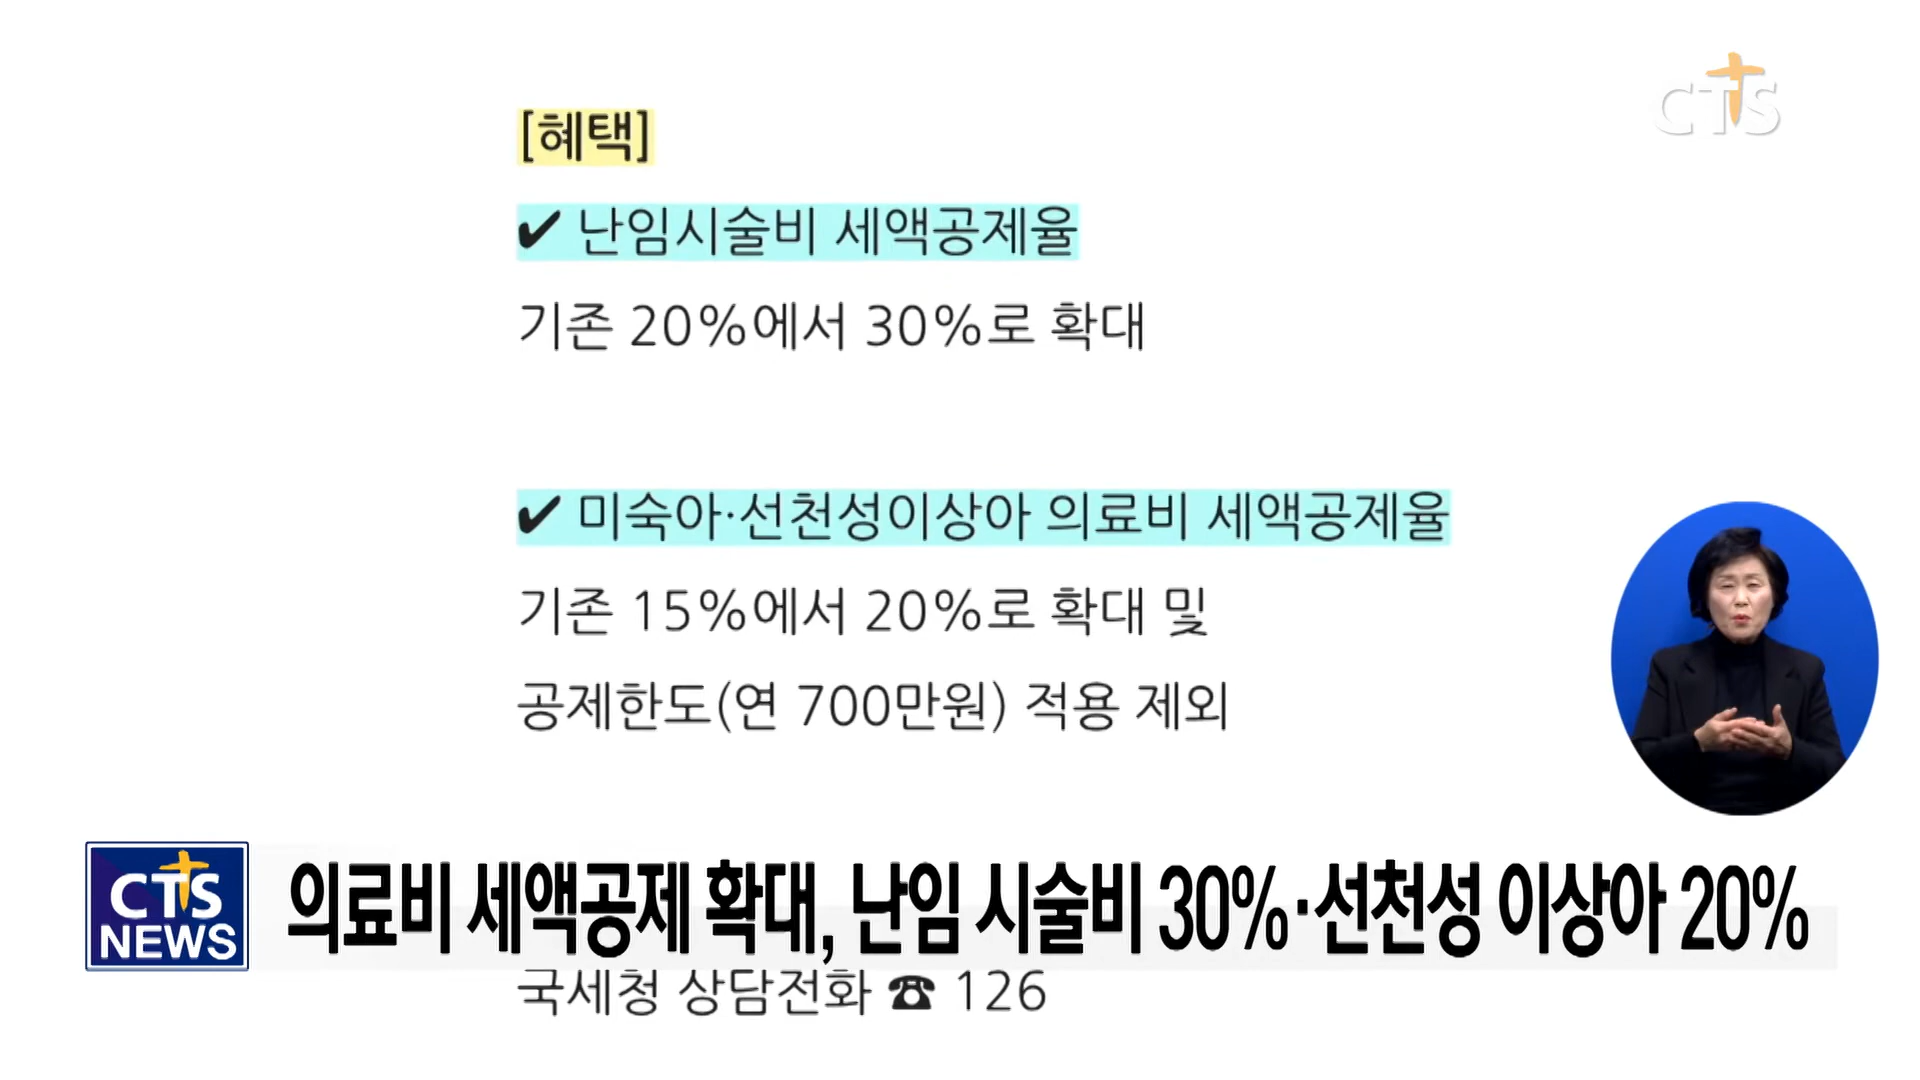 CTS
[혜택]
✔ 난임시술비 세액공제율
기존 20%에서 30%로 확대
✔ 미숙아·선천성이상아 의료비 세액공제율
기존 15%에서 20%로 확대 및
공제한도(연 700만원) 적용 제외
CTS
NEWS
의료비 세액공제 확대, 난임 시술비 30%·선천성 이상아 20%
국세청 상담전화 ☎ 126